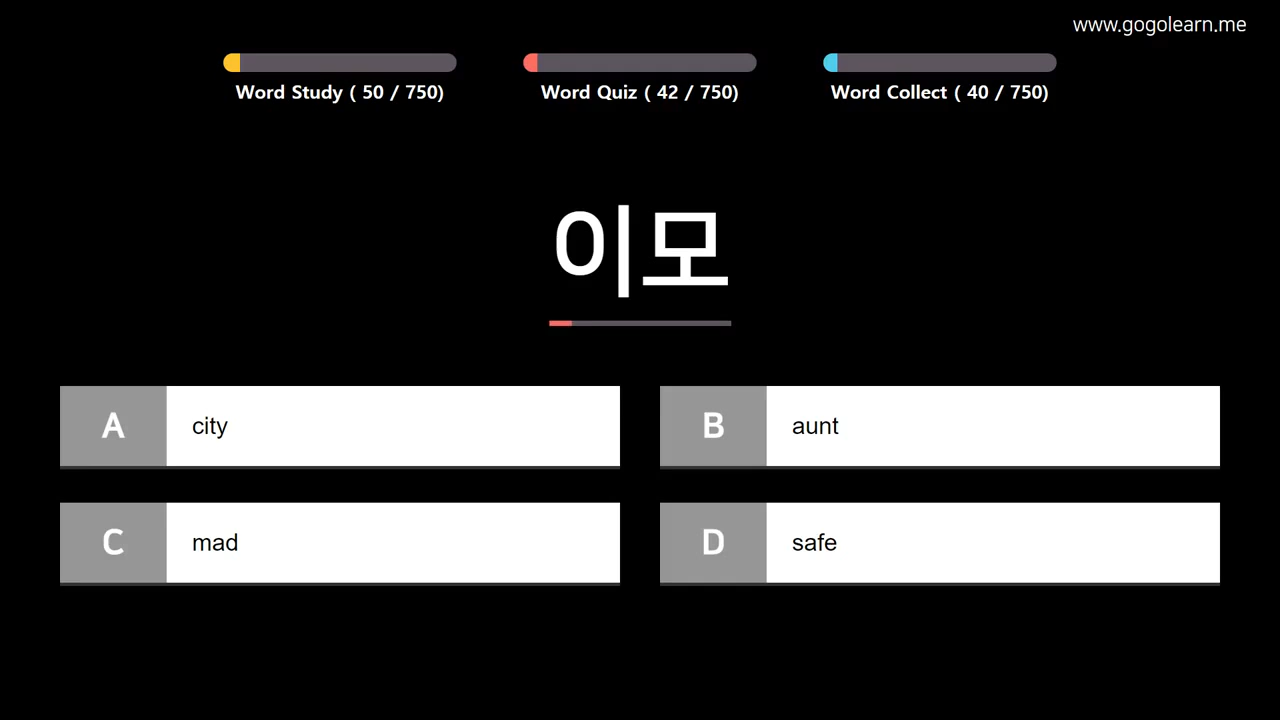 www.gogolearn.me
Word Study ( 50 / 750)
Word Quiz ( 42 / 750)
Word Collect ( 40 / 750)
이모
A city
B aunt
C mad
D safe